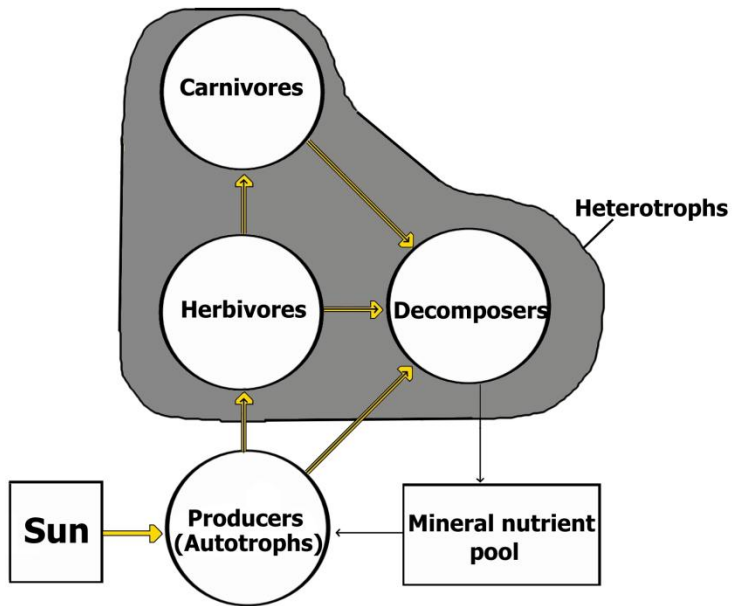 Carnivores
Heterotrophs
Herbivores
Decomposers
Sun
Producers
(Autotrophs)
Mineral nutrient
pool